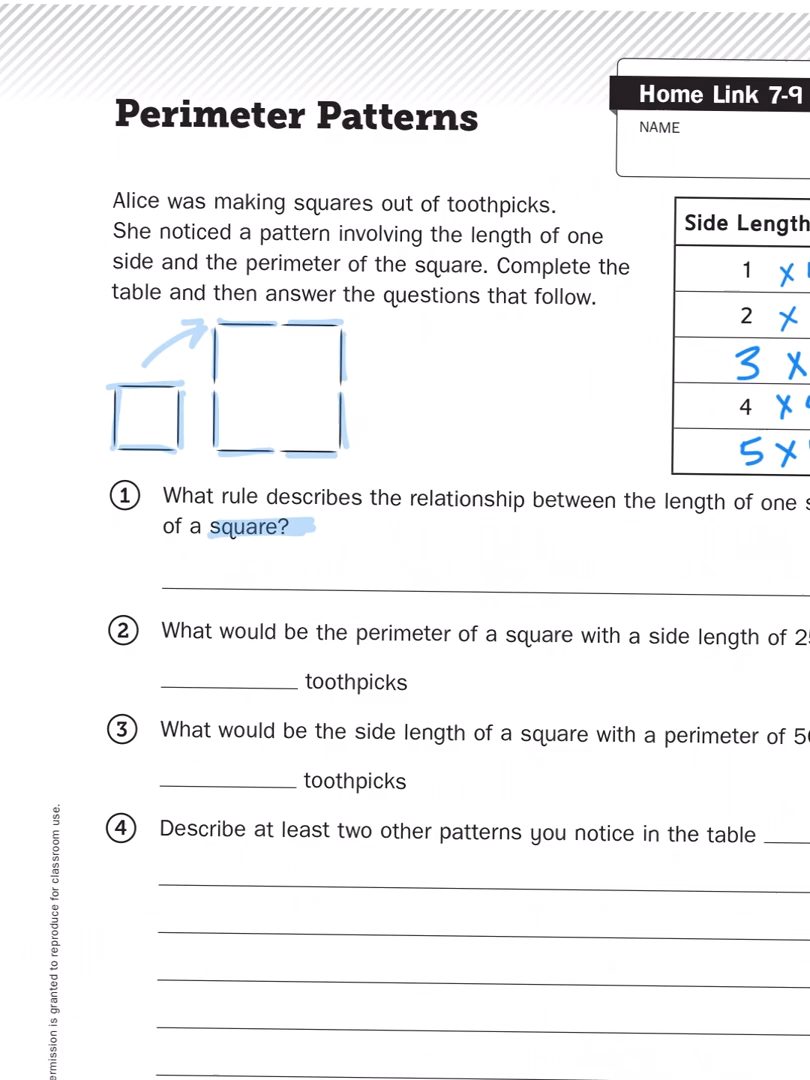 Home Link 7-9
Perimeter Patterns
NAME
Alice was making squares out of toothpicks.
She noticed a pattern involving the length of one
side and the perimeter of the square. Complete the
table and then answer the questions that follow.
Side Length
1 x
2 x
3 x
4 x
5 x
1 What rule describes the relationship between the length of one
of a square?
2 What would be the perimeter of a square with a side length of
toothpicks
3 What would be the side length of a square with a perimeter of
toothpicks
4 Describe at least two other patterns you notice in the table
is granted to reproduce for classroom use.